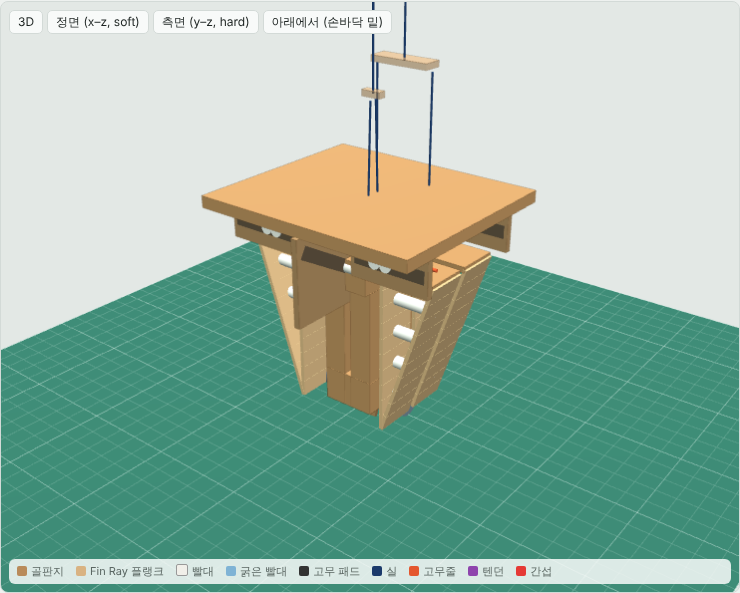 3D 정면 (x–z, soft) 측면 (y–z, hard) 아래에서 (손바닥 밑)
골판지 Fin Ray 플랭크 빨대 굵은 빨대 고무 패드 실 고무줄 텐던 간섭